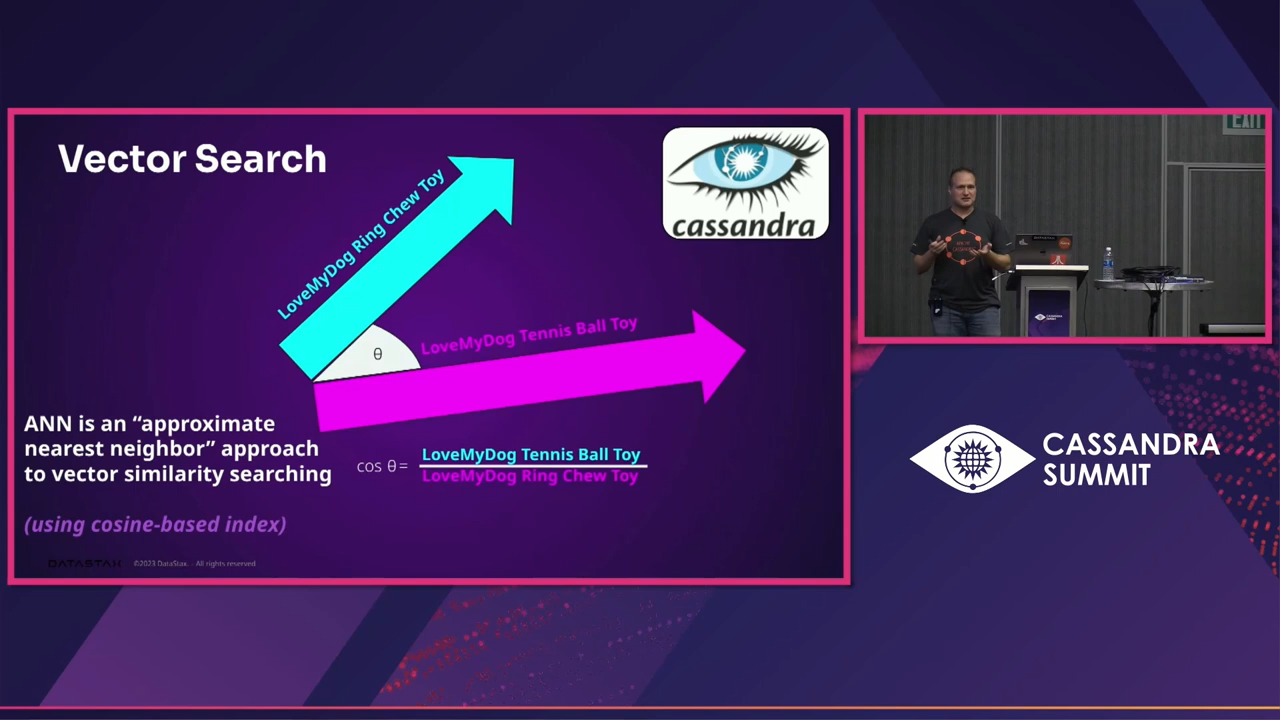 Vector Search
cassandra
LoveMyDog Ring Chew Toy
θ
LoveMyDog Tennis Ball Toy
ANN is an “approximate
nearest neighbor” approach
to vector similarity searching
(using cosine-based index)
cos θ=
LoveMyDog Tennis Ball Toy
LoveMyDog Ring Chew Toy
DATASTAX
©2023 DataStax. - All rights reserved
EXIT
CASSANDRA
SUMMIT